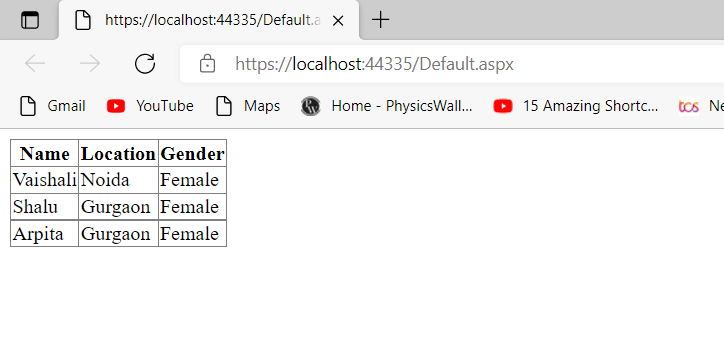 https://localhost:44335/Default.a
https://localhost:44335/Default.aspx
Gmail YouTube Maps Home - PhysicsWall... 15 Amazing Shortc... tcs Ne
Name Location Gender
Vaishali Noida Female
Shalu Gurgaon Female
Arpita Gurgaon Female